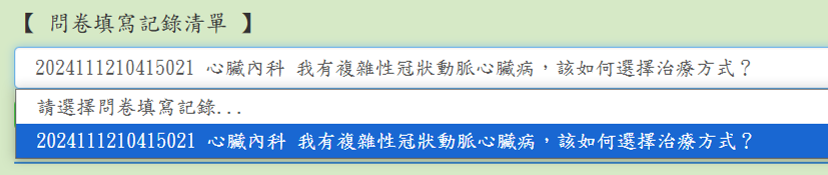 【 問卷填寫記錄清單 】
2024111210415021 心臟內科 我有複雜性冠狀動脈心臟病，該如何選擇治療方式？
請選擇問卷填寫記錄...
2024111210415021 心臟內科 我有複雜性冠狀動脈心臟病，該如何選擇治療方式？